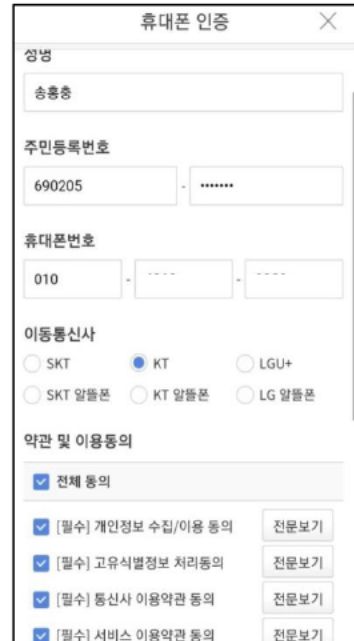 휴대폰 인증
성명
송홍충
주민등록번호
690205 - •••••••
휴대폰번호
010 - -
이동통신사
SKT KT LGU+
SKT 알뜰폰 KT 알뜰폰 LG 알뜰폰
약관 및 이용동의
전체 동의
[필수] 개인정보 수집/이용 동의 전문보기
[필수] 고유식별정보 처리동의 전문보기
[필수] 통신사 이용약관 동의 전문보기
[필수] 서비스 이용약관 동의 전문보기